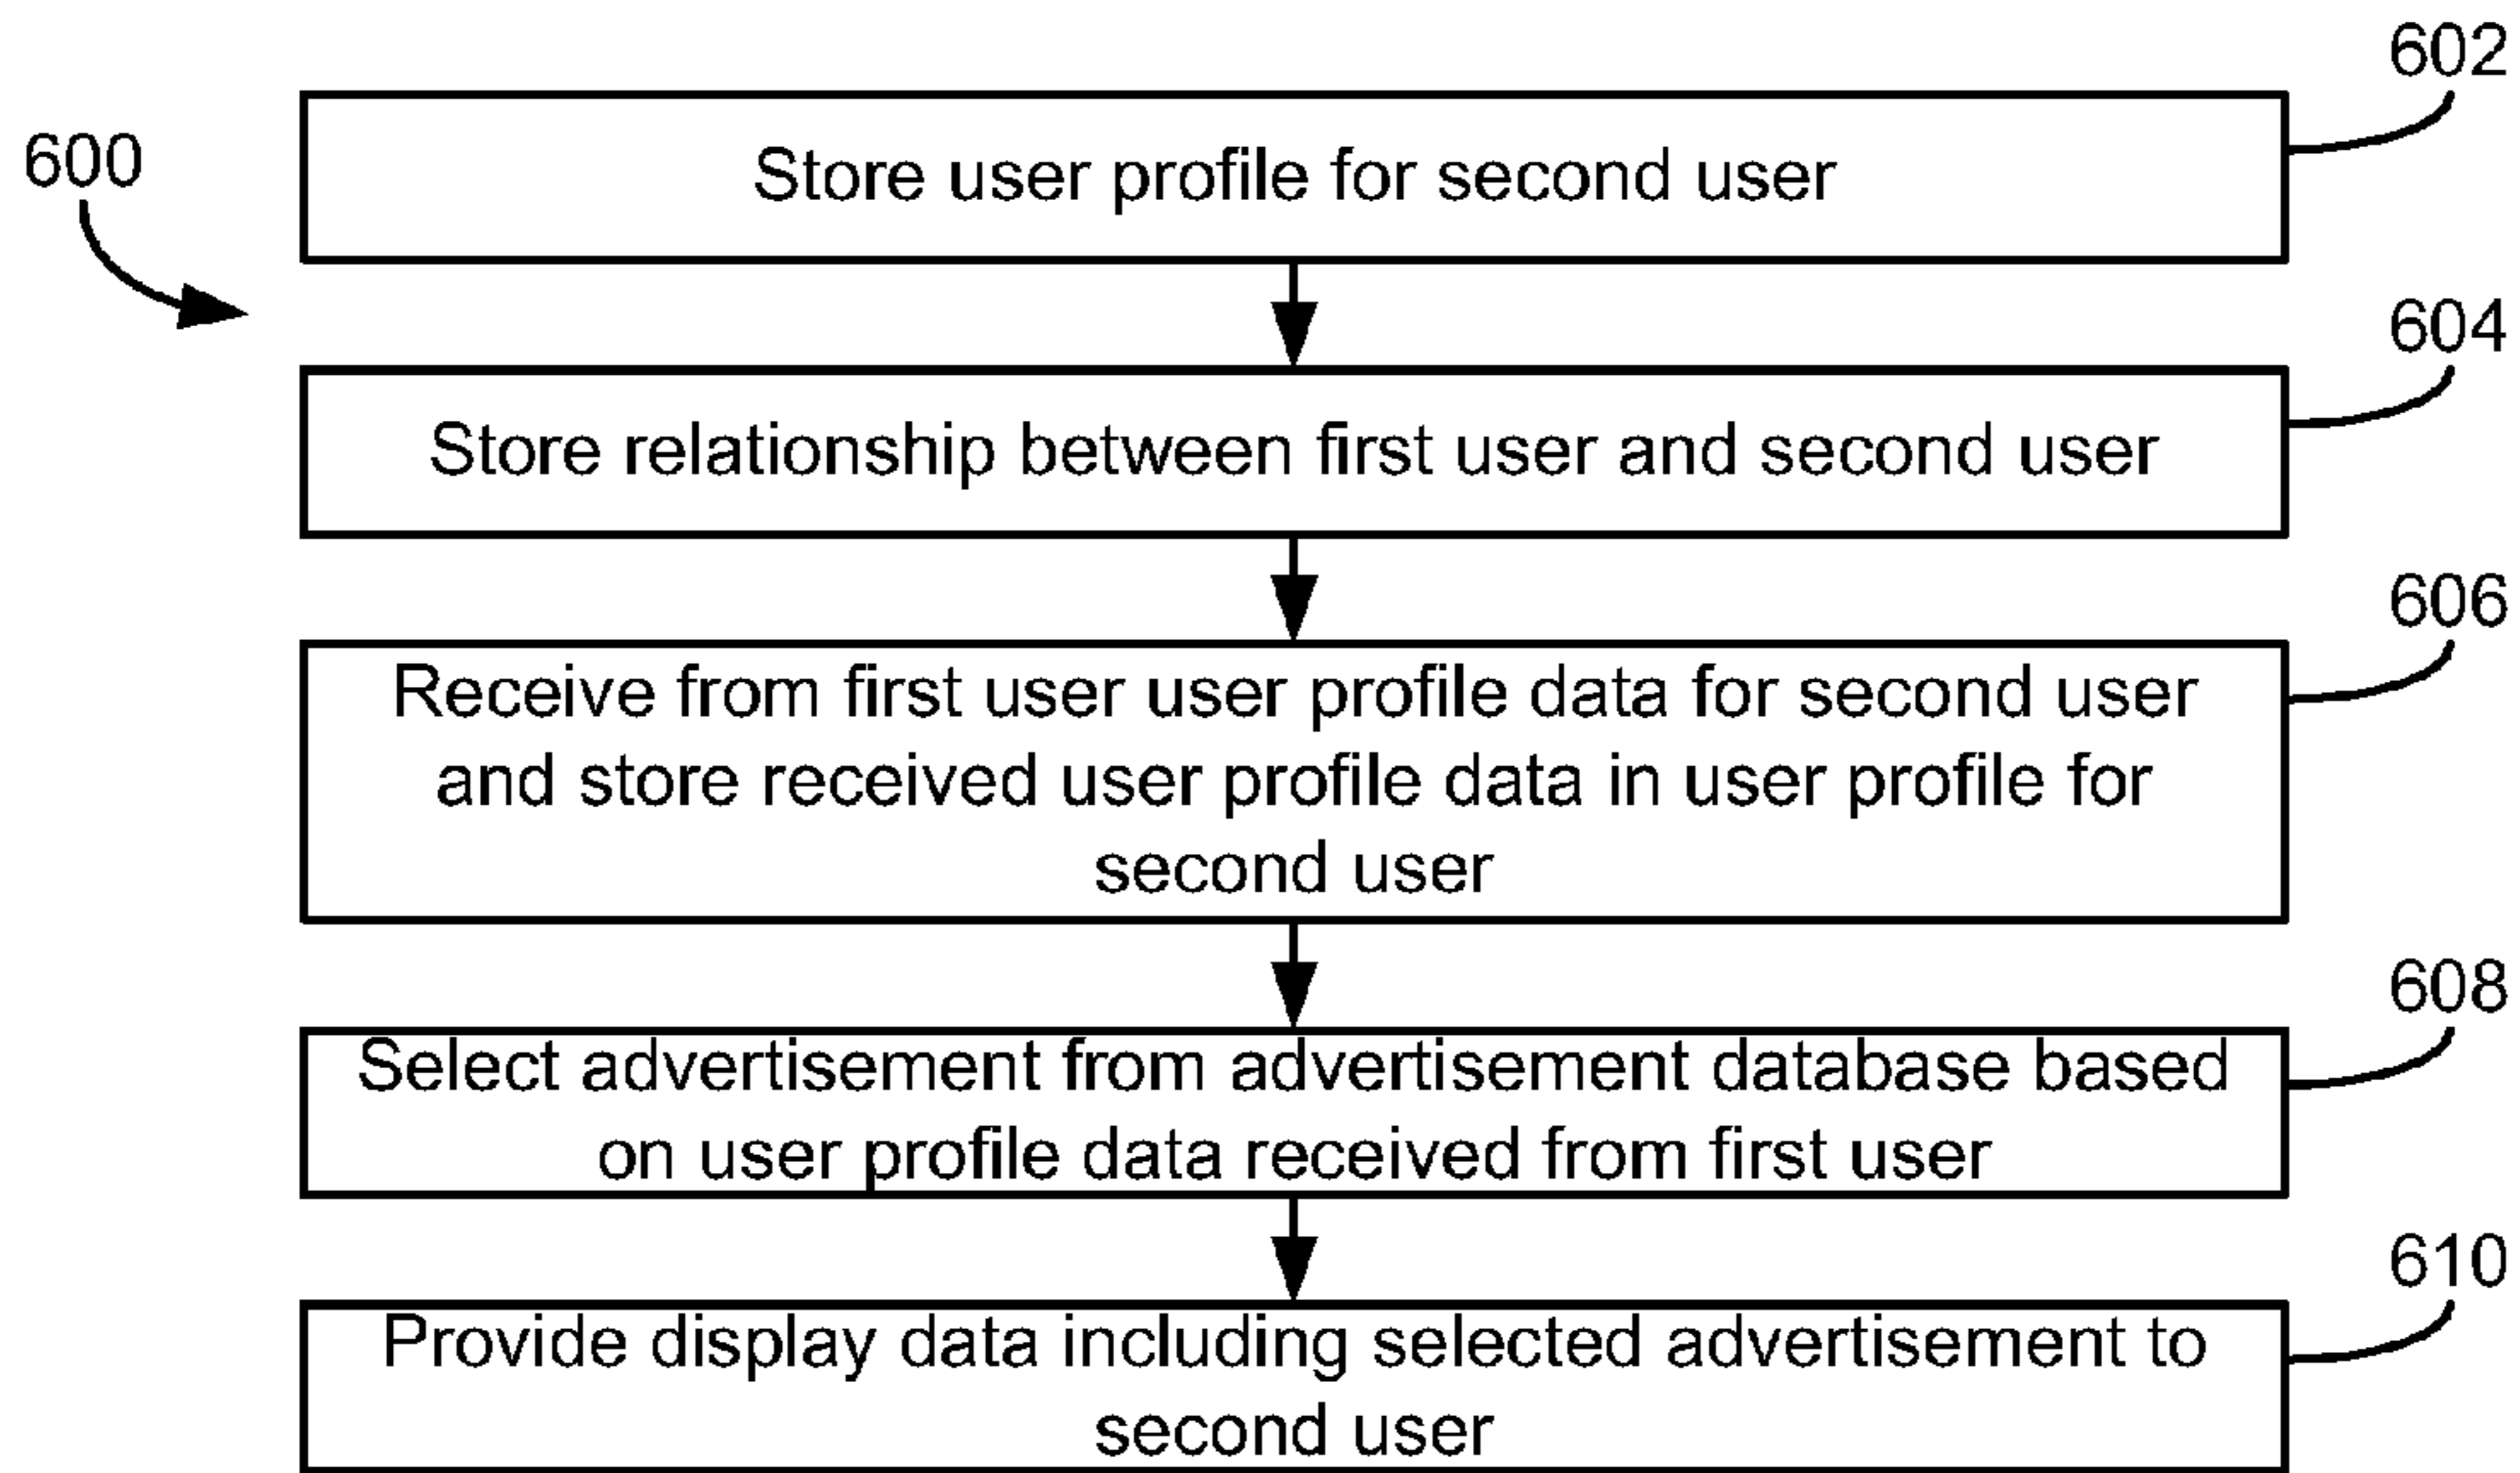 602
600
Store user profile for second user
604
Store relationship between first user and second user
606
Receive from first user user profile data for second user
and store received user profile data in user profile for
second user
608
Select advertisement from advertisement database based
on user profile data received from first user
610
Provide display data including selected advertisement to
second user